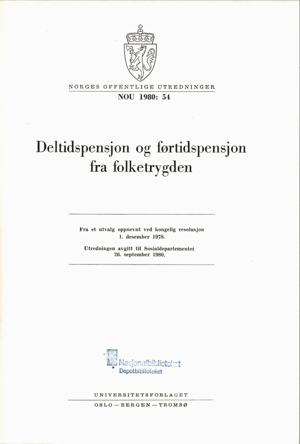 NORGES OFFENTLIGE UTREDNINGER
NOU 1980: 54
Deltidspensjon og førtidspensjon
fra folketrygden
Fra et utvalg oppnevnt ved kongelig resolusjon
1. desember 1978.
Utredningen avgitt til Sosialdepartementet
26. september 1980.
Nasjonalbiblioteket
Depotbiblioteket
UNIVERSITETSFORLAGET
OSLO — BERGEN — TROMSØ